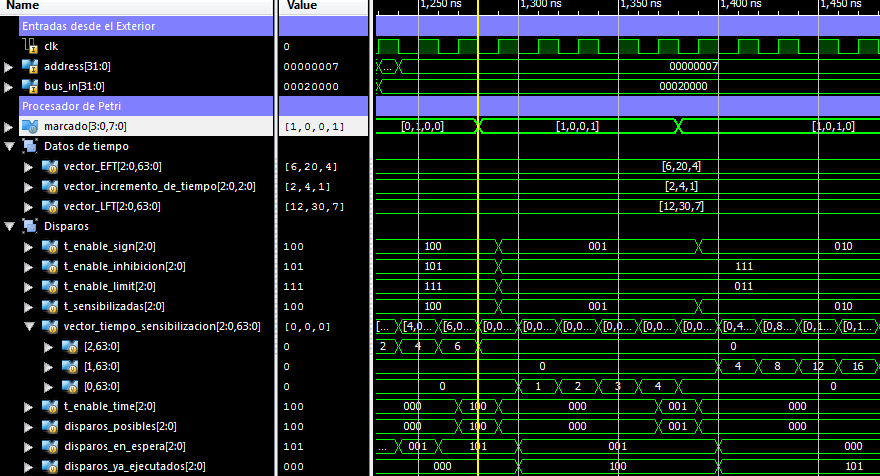 Name Value 1,250 ns 1,300 ns 1,350 ns 1,400 ns 1,450 ns
Entradas desde el Exterior
clk 0
address[31:0] 00000007 ... 00000007
bus_in[31:0] 00020000 00020000
Procesador de Petri
marcado[3:0,7:0] [1,0,0,1] [0,1,0,0] [1,0,0,1] [1,0,1,0]
Datos de tiempo
vector_EFT[2:0,63:0] [6,20,4] [6,20,4]
vector_incremento_de_tiempo[2:0,2:0] [2,4,1] [2,4,1]
vector_LFT[2:0,63:0] [12,30,7] [12,30,7]
Disparos
t_enable_sign[2:0] 100 100 001 010
t_enable_inhibicion[2:0] 101 101 111
t_enable_limit[2:0] 111 111 011
t_sensibilizadas[2:0] 100 100 001 010
vector_tiempo_sensibilizacion[2:0,63:0] [0,0,0] [... [4,0... [6,0... [0,0... [0,0... [0,0... [0,0... [0,0... [0,0... [0,4... [0,8... [0,1... [0,1...
[2,63:0] 0 2 4 6 0
[1,63:0] 0 0 4 8 12 16
[0,63:0] 0 0 1 2 3 4 0
t_enable_time[2:0] 100 000 100 000 001 000
disparos_posibles[2:0] 100 000 100 000 001 000
disparos_en_espera[2:0] 101 ... 001 101 001 000
disparos_ya_ejecutados[2:0] 000 000 100 101